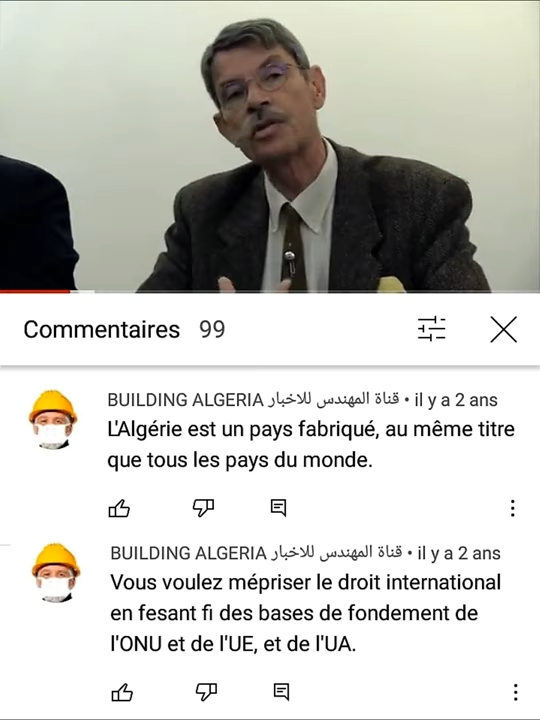 Commentaires 99
BUILDING ALGERIA قناة المهندس للاخبار • il y a 2 ans
L'Algérie est un pays fabriqué, au même titre
que tous les pays du monde.
BUILDING ALGERIA قناة المهندس للاخبار • il y a 2 ans
Vous voulez mépriser le droit international
en fesant fi des bases de fondement de
l'ONU et de l'UE, et de l'UA.